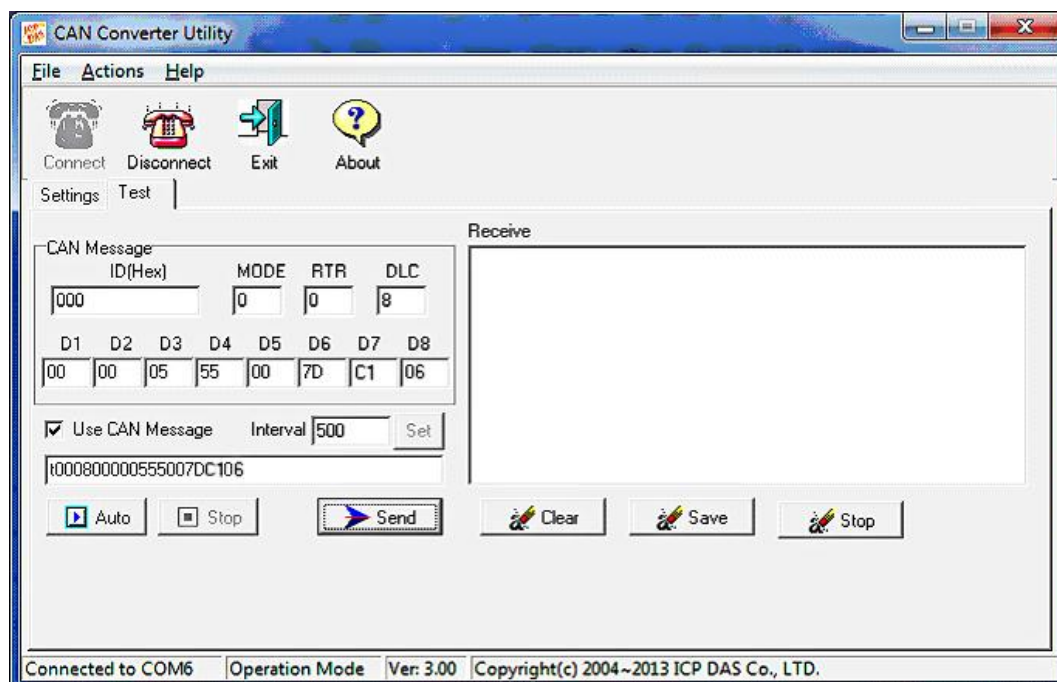 CAN Converter Utility
File Actions Help
Connect Disconnect Exit About
Settings Test
CAN Message
ID(Hex) MODE RTR DLC
000 0 0 8
D1 D2 D3 D4 D5 D6 D7 D8
00 00 05 55 00 7D C1 06
Use CAN Message Interval 500 Set
t000800000555007DC106
Auto Stop Send
Receive
Clear Save Stop
Connected to COM6 Operation Mode Ver: 3.00 Copyright(c) 2004~2013 ICP DAS Co., LTD.